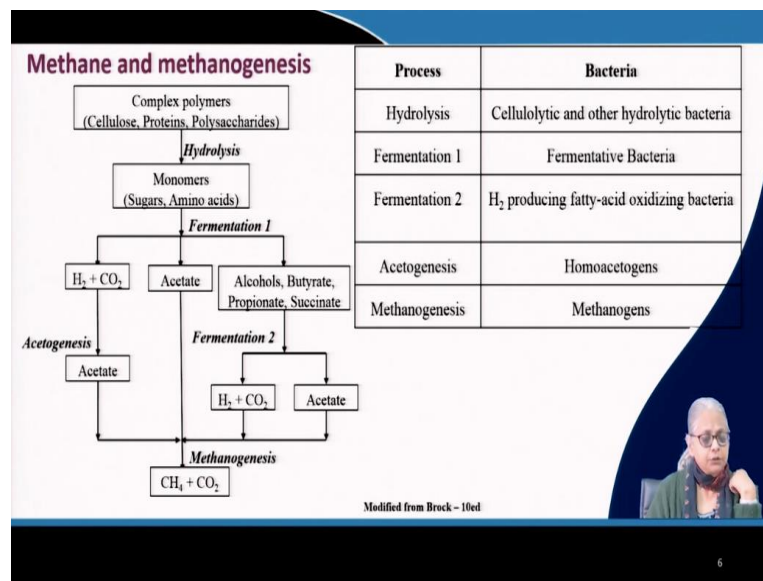 Methane and methanogenesis
Complex polymers
(Cellulose, Proteins, Polysaccharides)
Hydrolysis
Monomers
(Sugars, Amino acids)
Fermentation 1
H₂ + CO₂
Acetate
Alcohols, Butyrate,
Propionate, Succinate
Acetogenesis
Fermentation 2
Acetate
H₂ + CO₂
Acetate
Methanogenesis
CH₄ + CO₂
Process Bacteria
Hydrolysis Cellulolytic and other hydrolytic bacteria
Fermentation 1 Fermentative Bacteria
Fermentation 2 H₂ producing fatty-acid oxidizing bacteria
Acetogenesis Homoacetogens
Methanogenesis Methanogens
Modified from Brock – 10ed
6